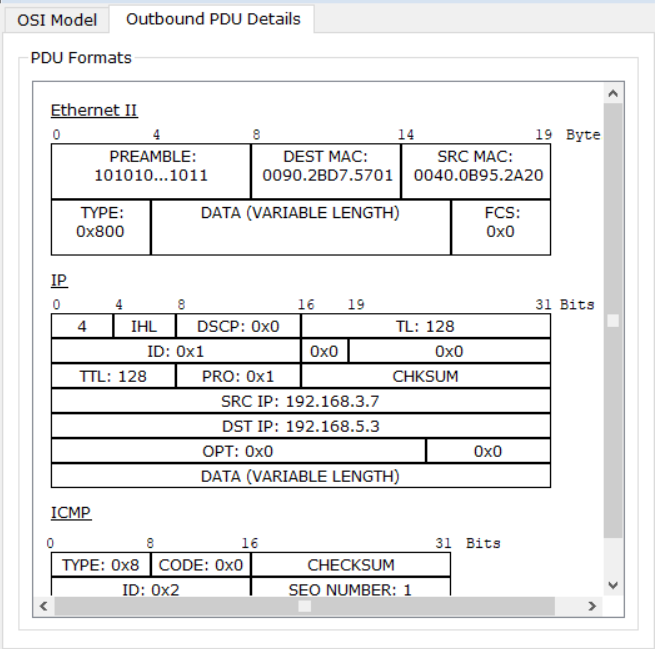 OSI Model Outbound PDU Details
PDU Formats
Ethernet II
0 4 8 14 19 Byte
PREAMBLE: DEST MAC: SRC MAC:
101010...1011 0090.2BD7.5701 0040.0B95.2A20
TYPE: DATA (VARIABLE LENGTH) FCS:
0x800 0x0
IP
0 4 8 16 19 31 Bits
4 IHL DSCP: 0x0 TL: 128
ID: 0x1 0x0 0x0
TTL: 128 PRO: 0x1 CHKSUM
SRC IP: 192.168.3.7
DST IP: 192.168.5.3
OPT: 0x0 0x0
DATA (VARIABLE LENGTH)
ICMP
0 8 16 31 Bits
TYPE: 0x8 CODE: 0x0 CHECKSUM
ID: 0x2 SEQ NUMBER: 1